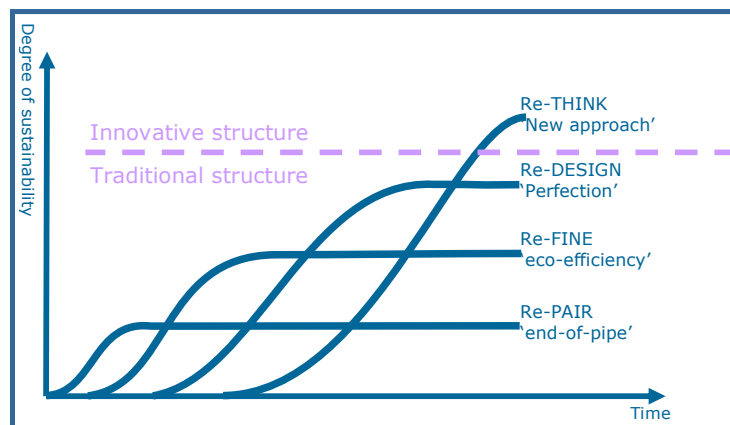 Degree of sustainability
Innovative structure
Traditional structure
Re-THINK
‘New approach’
Re-DESIGN
‘Perfection’
Re-FINE
‘eco-efficiency’
Re-PAIR
‘end-of-pipe’
Time